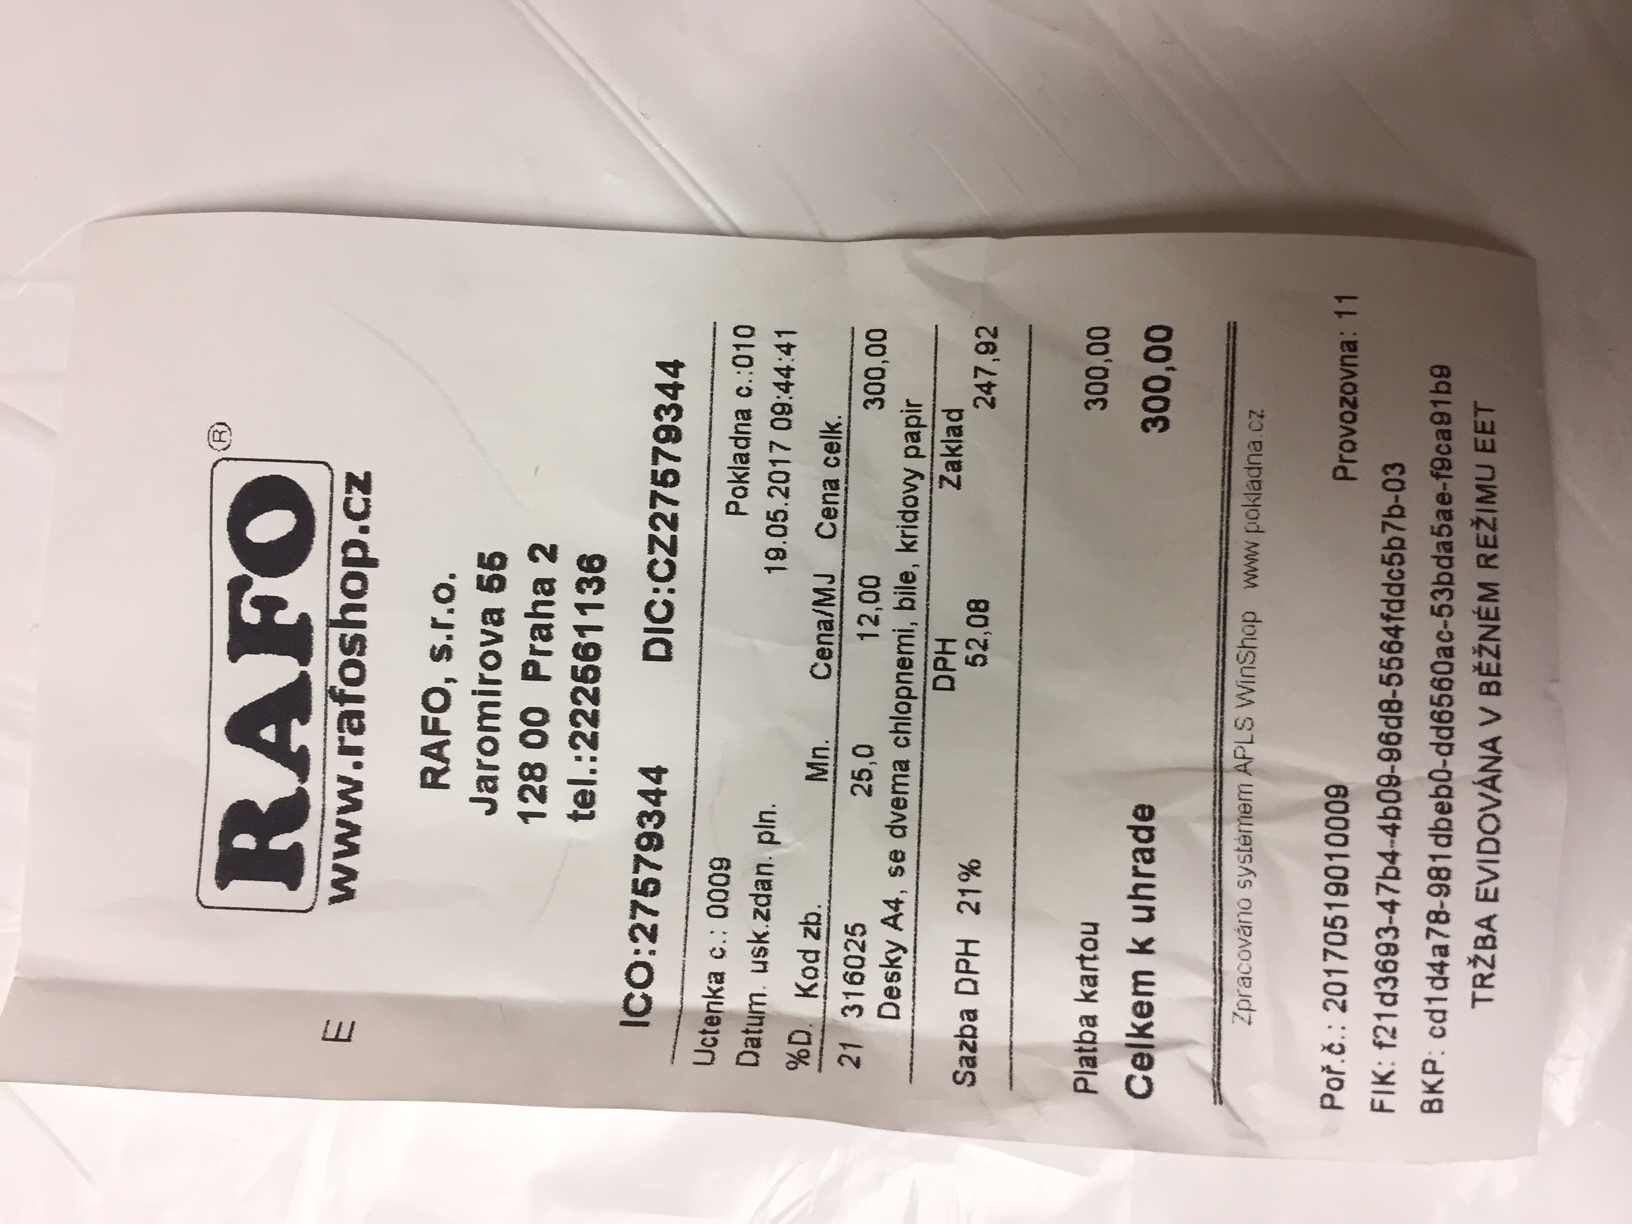 RAFO ®
www.rafoshop.cz
E
RAFO, s.r.o.
Jaromirova 55
128 00 Praha 2
tel.:222561136
ICO:27579344 DIC:CZ27579344
Uctenka c.: 0009 Pokladna c.:010
Datum. usk.zdan. pln. 19.05.2017 09:44:41
%D. Kod zb. Mn. Cena/MJ Cena celk.
21 316025 25,0 12,00 300,00
Desky A4, se dvema chlopnemi, bile, kridovy papir
DPH Zaklad
Sazba DPH 21% 52,08 247,92
Platba kartou 300,00
Celkem k uhrade 300,00
Zpracováno systémem APLS WinShop www.pokladna.cz
Poř.č.: 20170519010009 Provozovna: 11
FIK: f21d3693-47b4-4b09-96d8-5564fddc5b7b-03
BKP: cd1d4a78-981dbeb0-dd6560ac-53bda5ae-f9ca91b9
TRŽBA EVIDOVÁNA V BĚŽNÉM REŽIMU EET